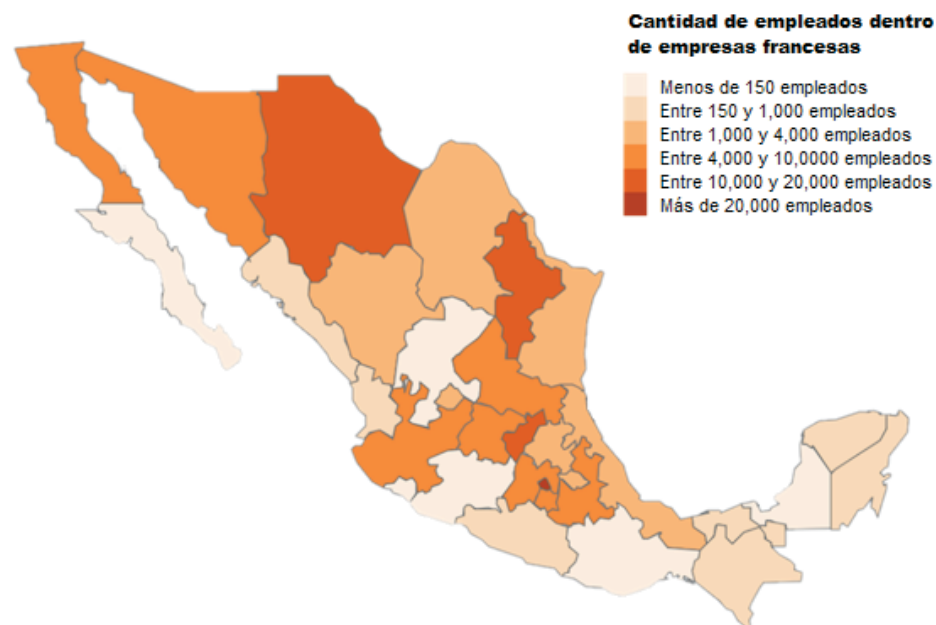 Cantidad de empleados dentro
de empresas francesas
Menos de 150 empleados
Entre 150 y 1,000 empleados
Entre 1,000 y 4,000 empleados
Entre 4,000 y 10,0000 empleados
Entre 10,000 y 20,000 empleados
Más de 20,000 empleados